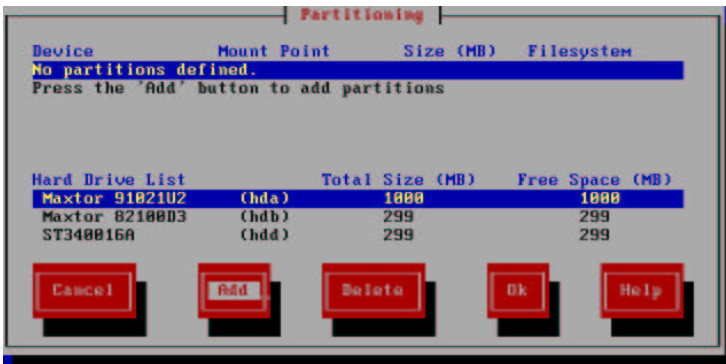 Partitioning
Device Mount Point Size (MB) Filesystem
No partitions defined.
Press the 'Add' button to add partitions
Hard Drive List Total Size (MB) Free Space (MB)
Maxtor 91021U2 (hda) 1000 1000
Maxtor 82100D3 (hdb) 299 299
ST340016A (hdd) 299 299
Cancel Add Delete Ok Help